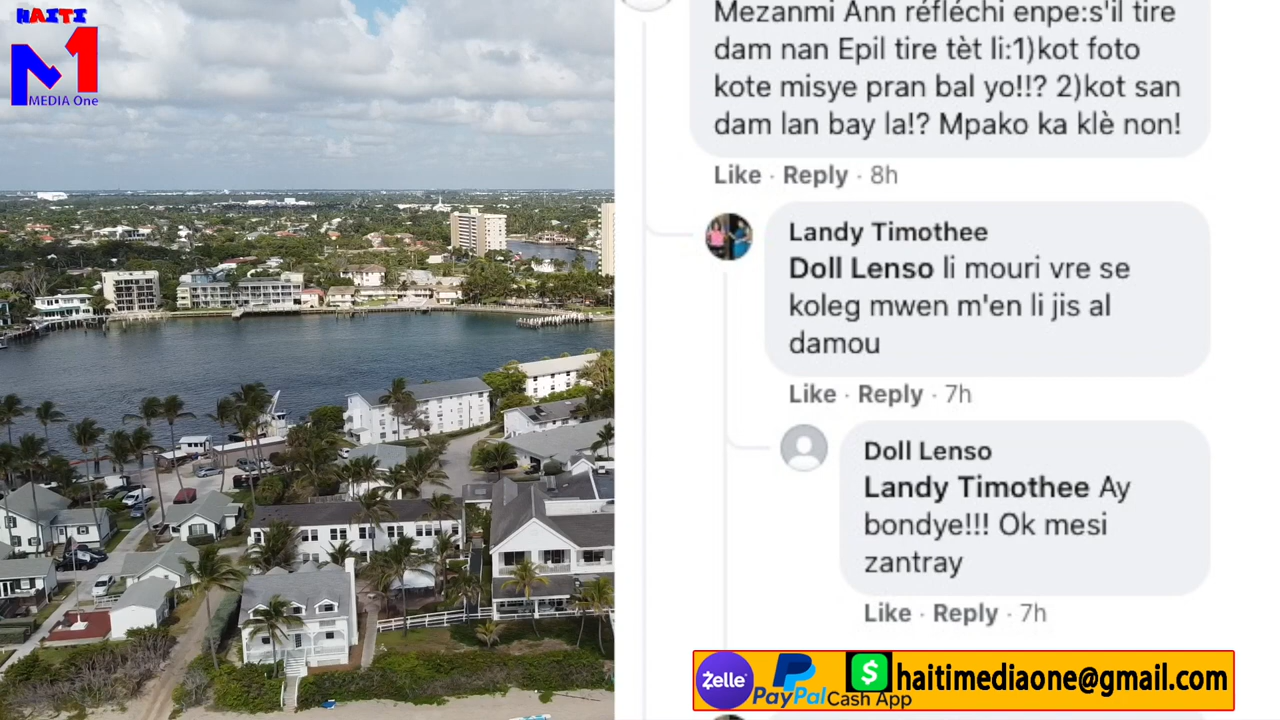 HAITI
M1
MEDIA One
Mezanmi Ann réfléchi enpe:s'il tire
dam nan Epil tire tèt li:1)kot foto
kote misye pran bal yo!!? 2)kot san
dam lan bay la!? Mpako ka klè non!
Like · Reply · 8h
Landy Timothee
Doll Lenso li mouri vre se
koleg mwen m'en li jis al
damou
Like · Reply · 7h
Doll Lenso
Landy Timothee Ay
bondye!!! Ok mesi
zantray
Like · Reply · 7h
Zelle
PayPal
$
Cash App
haitimediaone@gmail.com